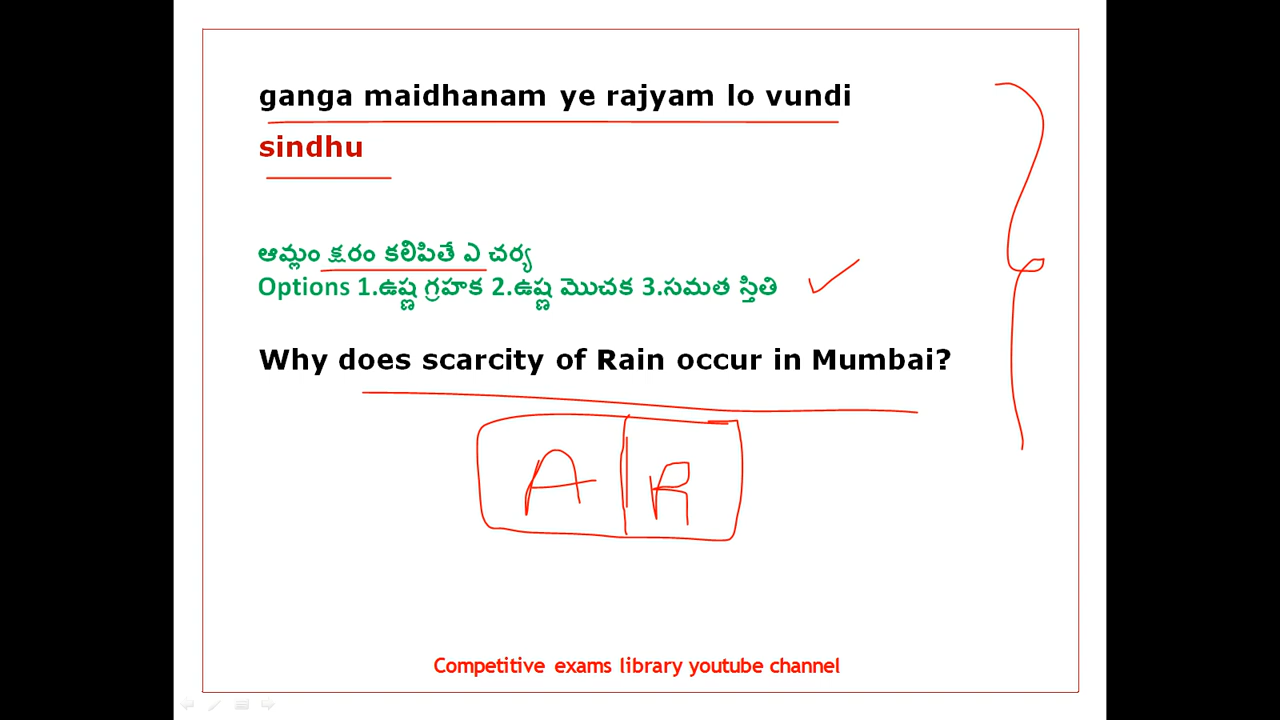 ganga maidhanam ye rajyam lo vundi
sindhu
ఆమ్లం క్షరం కలిపితే ఎ చర్య
Options 1.ఉష్ణ గ్రహక 2.ఉష్ణ మొచక 3.సమత స్తితి
Why does scarcity of Rain occur in Mumbai?
A R
Competitive exams library youtube channel